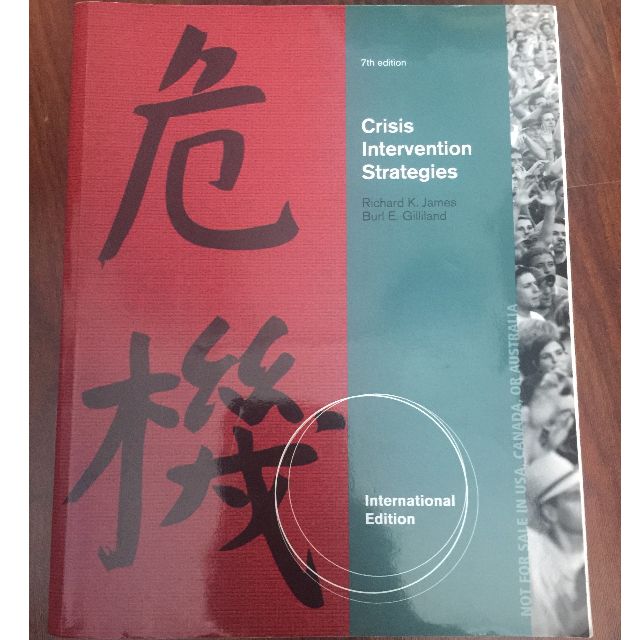 危
機
7th edition
Crisis
Intervention
Strategies
Richard K. James
Burl E. Gilliland
International
Edition
NOT FOR SALE IN USA, CANADA, OR AUSTRALIA